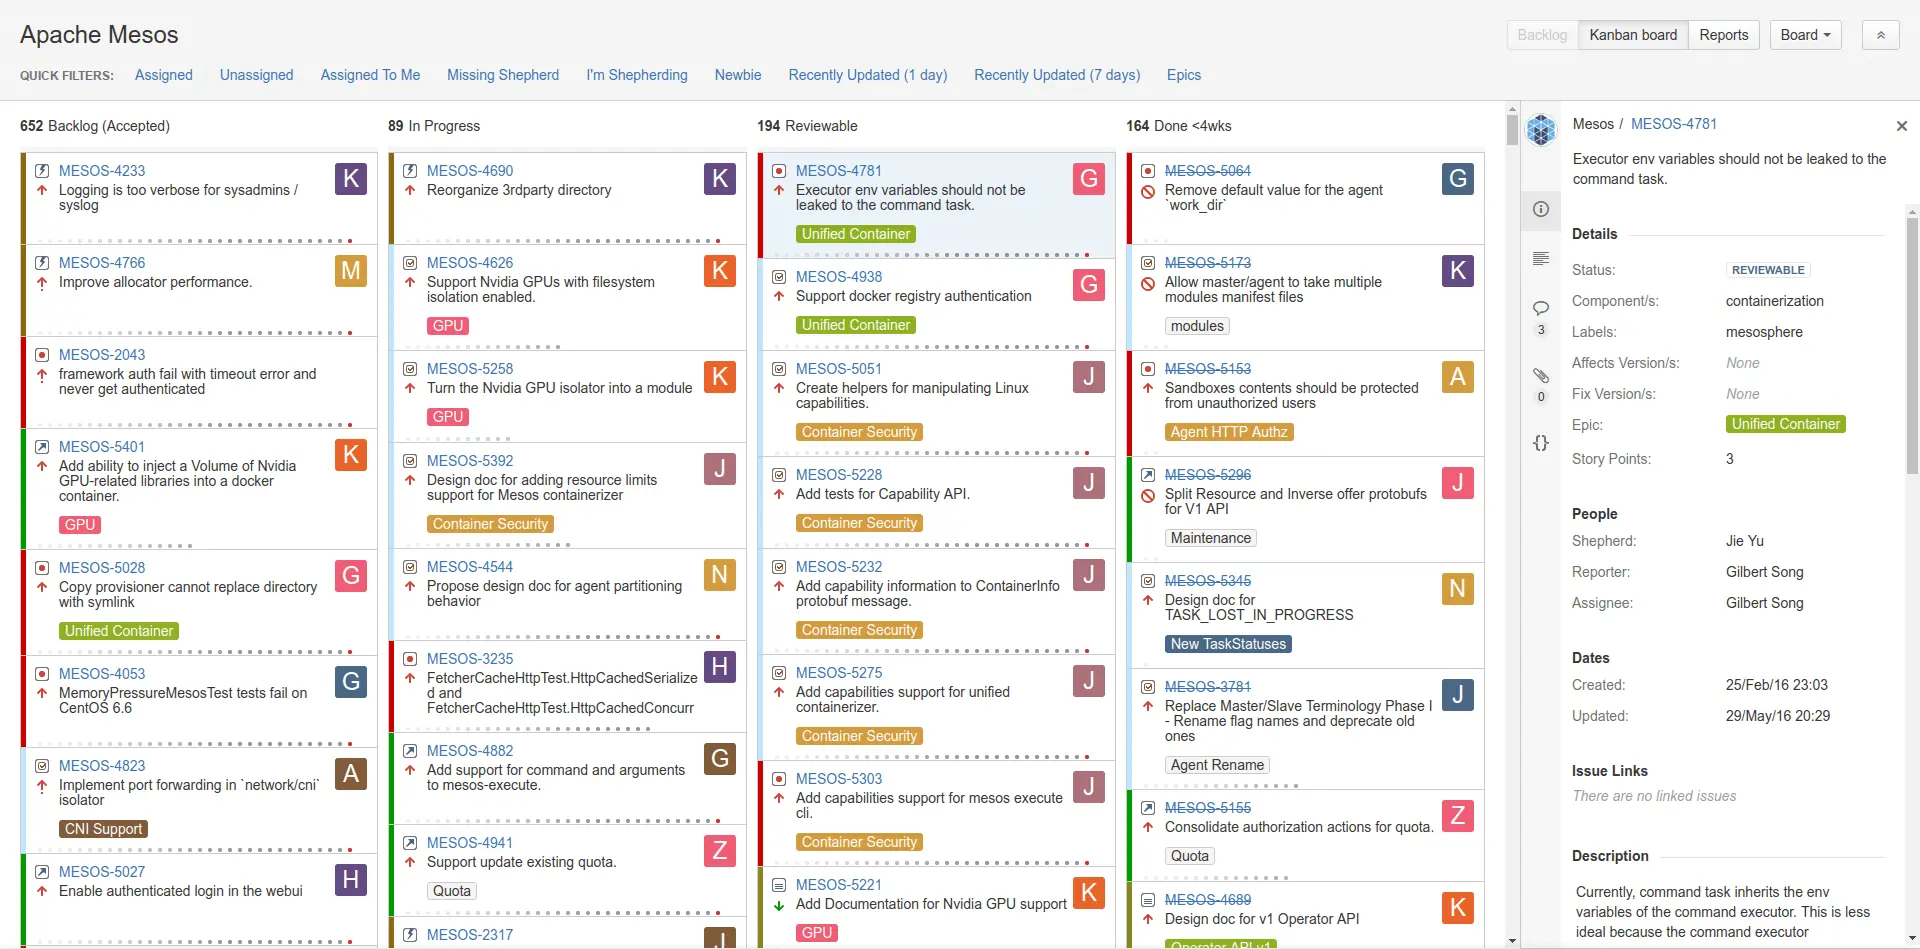 Apache Mesos
Backlog Kanban board Reports Board
QUICK FILTERS: Assigned Unassigned Assigned To Me Missing Shepherd I'm Shepherding Newbie Recently Updated (1 day) Recently Updated (7 days) Epics
652 Backlog (Accepted)
MESOS-4233
K
Logging is too verbose for sysadmins /
syslog
MESOS-4766
M
Improve allocator performance.
MESOS-2043
framework auth fail with timeout error and
never get authenticated
MESOS-5401
K
Add ability to inject a Volume of Nvidia
GPU-related libraries into a docker
container.
GPU
MESOS-5028
G
Copy provisioner cannot replace directory
with symlink
Unified Container
MESOS-4053
G
MemoryPressureMesosTest tests fail on
CentOS 6.6
MESOS-4823
A
Implement port forwarding in `network/cni`
isolator
CNI Support
MESOS-5027
H
Enable authenticated login in the webui
89 In Progress
MESOS-4690
K
Reorganize 3rdparty directory
MESOS-4626
K
Support Nvidia GPUs with filesystem
isolation enabled.
GPU
MESOS-5258
K
Turn the Nvidia GPU isolator into a module
GPU
MESOS-5392
J
Design doc for adding resource limits
support for Mesos containerizer
Container Security
MESOS-4544
N
Propose design doc for agent partitioning
behavior
MESOS-3235
H
FetcherCacheHttpTest.HttpCachedSerialize
d and
FetcherCacheHttpTest.HttpCachedConcurr
MESOS-4882
G
Add support for command and arguments
to mesos-execute.
MESOS-4941
Z
Support update existing quota.
Quota
MESOS-2317
J
194 Reviewable
MESOS-4781
G
Executor env variables should not be
leaked to the command task.
Unified Container
MESOS-4938
G
Support docker registry authentication
Unified Container
MESOS-5051
J
Create helpers for manipulating Linux
capabilities.
Container Security
MESOS-5228
J
Add tests for Capability API.
Container Security
MESOS-5232
J
Add capability information to ContainerInfo
protobuf message.
Container Security
MESOS-5275
J
Add capabilities support for unified
containerizer.
Container Security
MESOS-5303
J
Add capabilities support for mesos execute
cli.
Container Security
MESOS-5221
K
Add Documentation for Nvidia GPU support
GPU
164 Done <4wks
MESOS-5064
G
Remove default value for the agent
`work_dir`
MESOS-5173
K
Allow master/agent to take multiple
modules manifest files
modules
MESOS-5153
A
Sandboxes contents should be protected
from unauthorized users
Agent HTTP Authz
MESOS-5296
J
Split Resource and Inverse offer protobufs
for V1 API
Maintenance
MESOS-5345
N
Design doc for
TASK_LOST_IN_PROGRESS
New TaskStatuses
MESOS-3781
J
Replace Master/Slave Terminology Phase I
- Rename flag names and deprecate old
ones
Agent Rename
MESOS-5155
Z
Consolidate authorization actions for quota.
Quota
MESOS-4689
K
Design doc for v1 Operator API
Operator API v1
3
0
{}
Mesos / MESOS-4781
Executor env variables should not be leaked to the
command task.
Details
Status: REVIEWABLE
Component/s: containerization
Labels: mesosphere
Affects Version/s: None
Fix Version/s: None
Epic: Unified Container
Story Points: 3
People
Shepherd: Jie Yu
Reporter: Gilbert Song
Assignee: Gilbert Song
Dates
Created: 25/Feb/16 23:03
Updated: 29/May/16 20:29
Issue Links
There are no linked issues
Description
Currently, command task inherits the env
variables of the command executor. This is less
ideal because the command executor